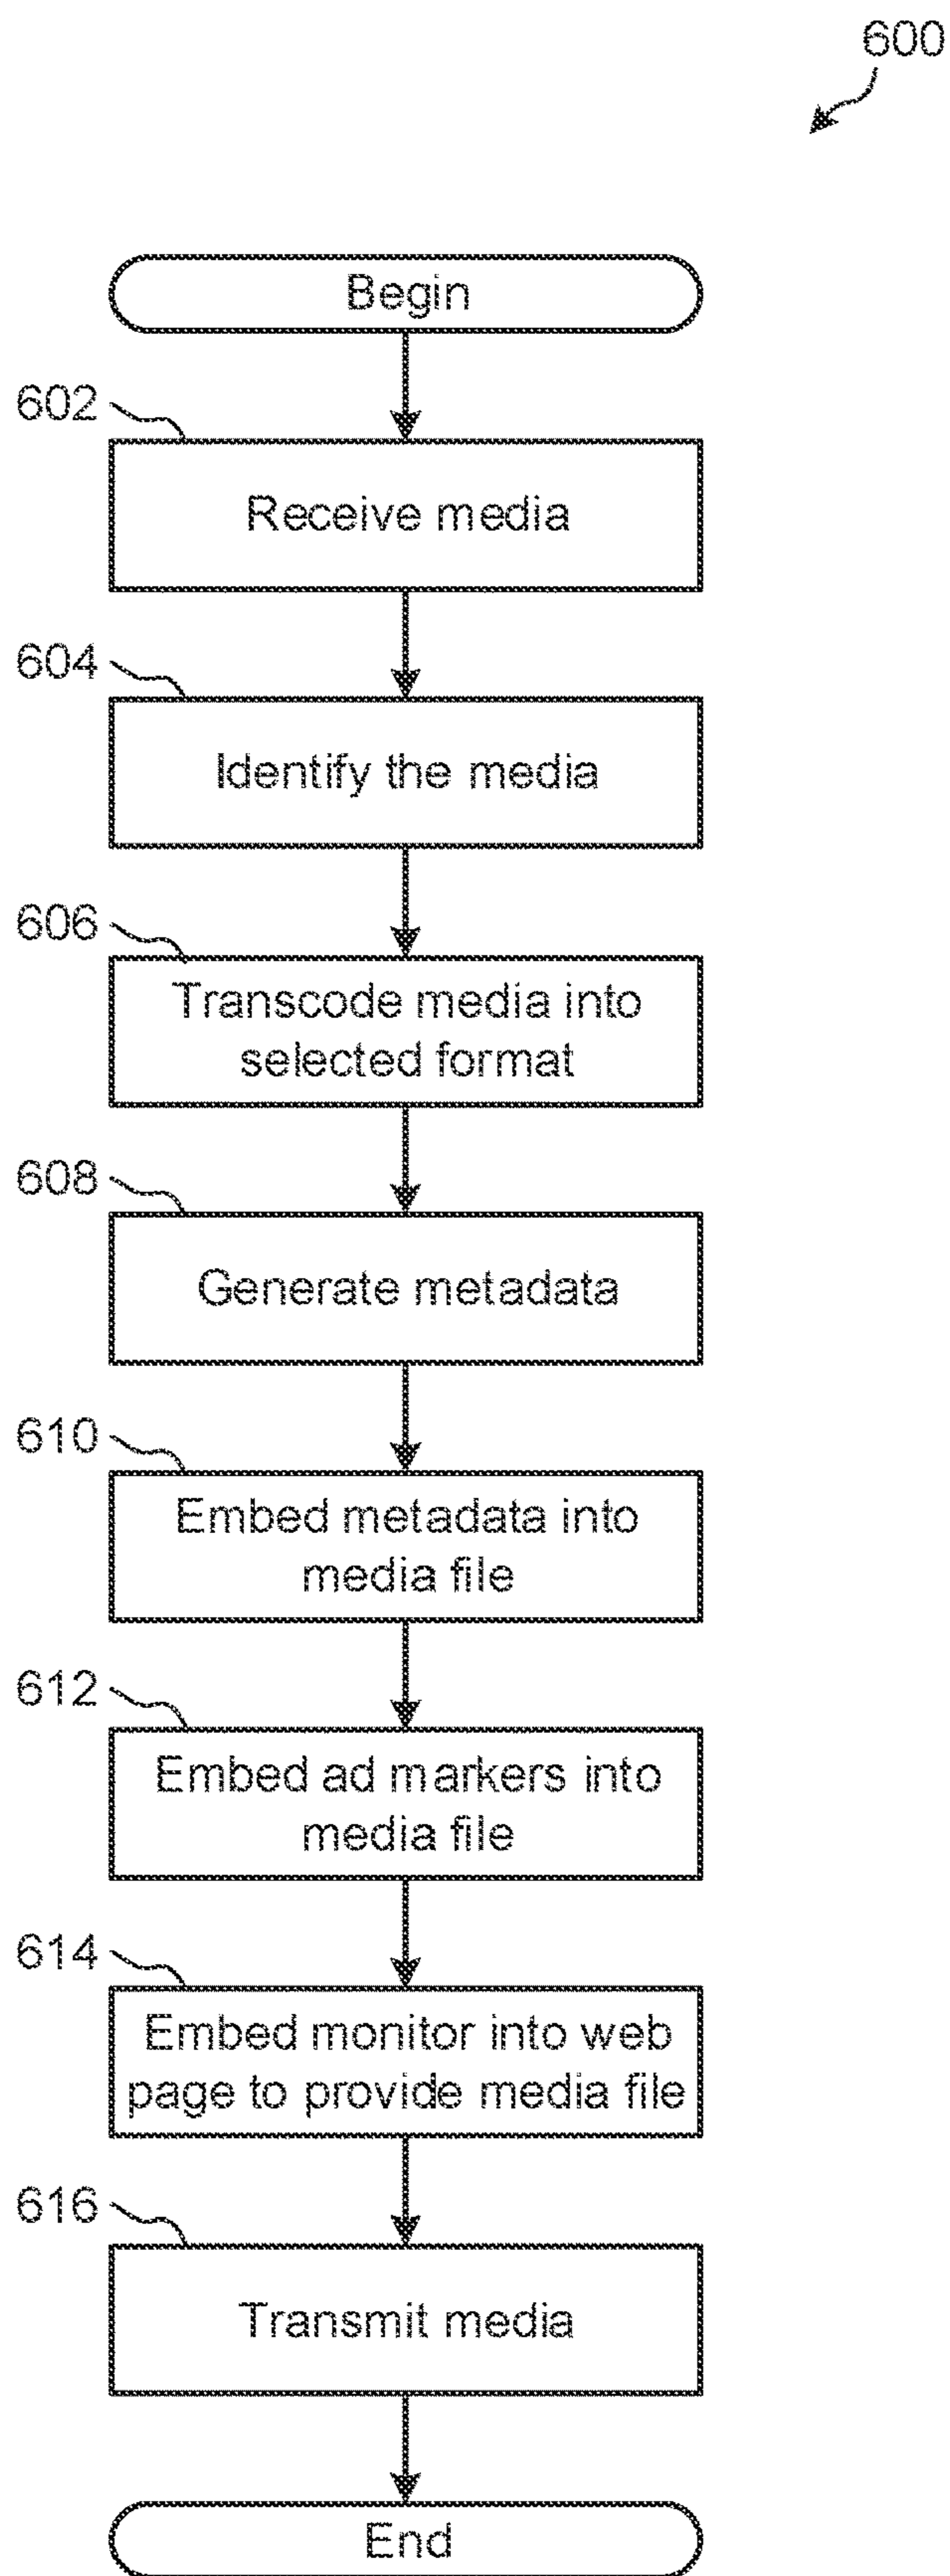 600
Begin
602
Receive media
604
Identify the media
606
Transcode media into
selected format
608
Generate metadata
610
Embed metadata into
media file
612
Embed ad markers into
media file
614
Embed monitor into web
page to provide media file
616
Transmit media
End